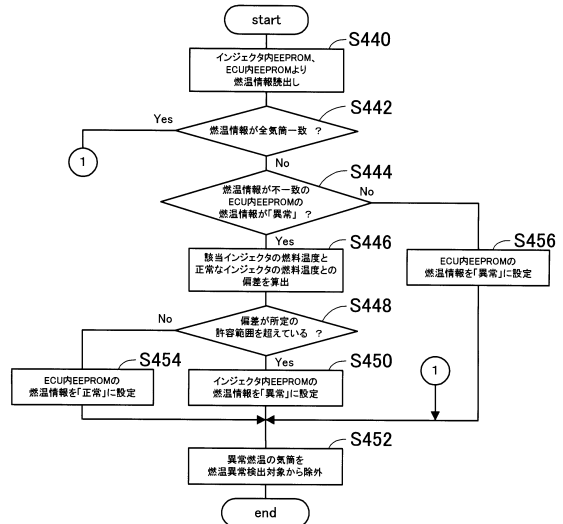 start
S440
インジェクタ内EEPROM、
ECU内EEPROMより
燃温情報読出し
S442
燃温情報が全気筒一致 ?
Yes
No
1
S444
燃温情報が不一致の
ECU内EEPROMの
燃温情報が「異常」 ?
No
Yes
S446
該当インジェクタの燃料温度と
正常なインジェクタの燃料温度との
偏差を算出
S456
ECU内EEPROMの
燃温情報を「異常」に設定
S448
偏差が所定の
許容範囲を超えている ?
No
Yes
S454
ECU内EEPROMの
燃温情報を「正常」に設定
S450
インジェクタ内EEPROMの
燃温情報を「異常」に設定
1
S452
異常燃温の気筒を
燃温異常検出対象から除外
end